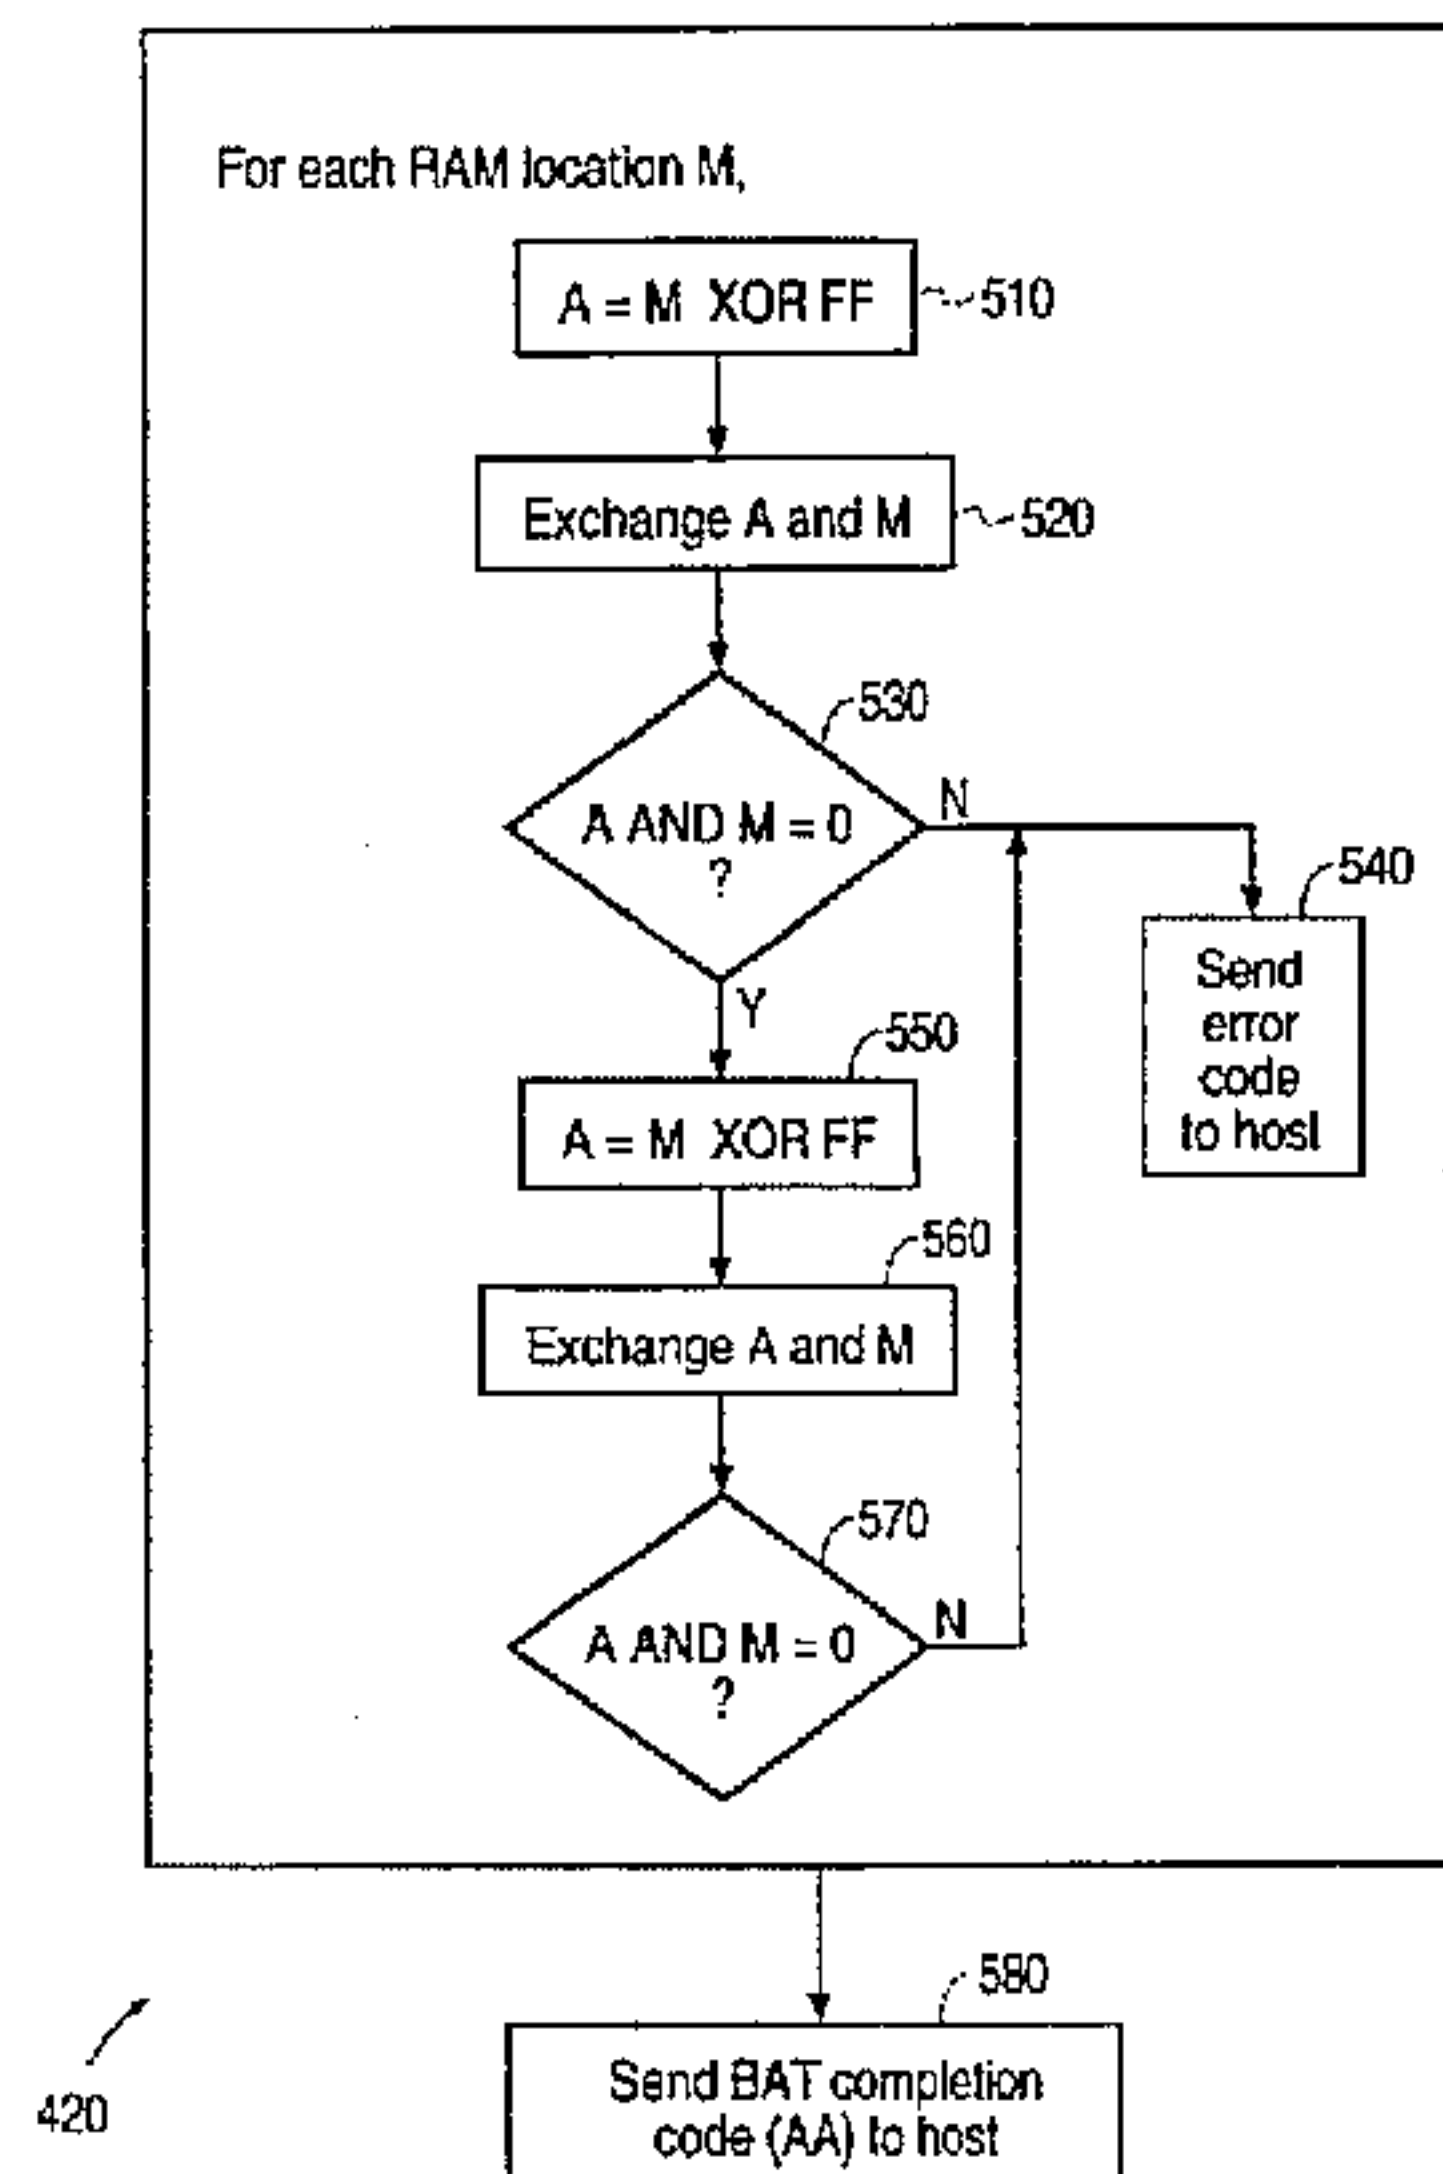 For each RAM location M,
A = M XOR FF
510
Exchange A and M
520
530
A AND M = 0
?
N
Y
540
Send
error
code
to host
550
A = M XOR FF
560
Exchange A and M
570
A AND M = 0
?
N
580
Send BAT completion
code (AA) to host
420